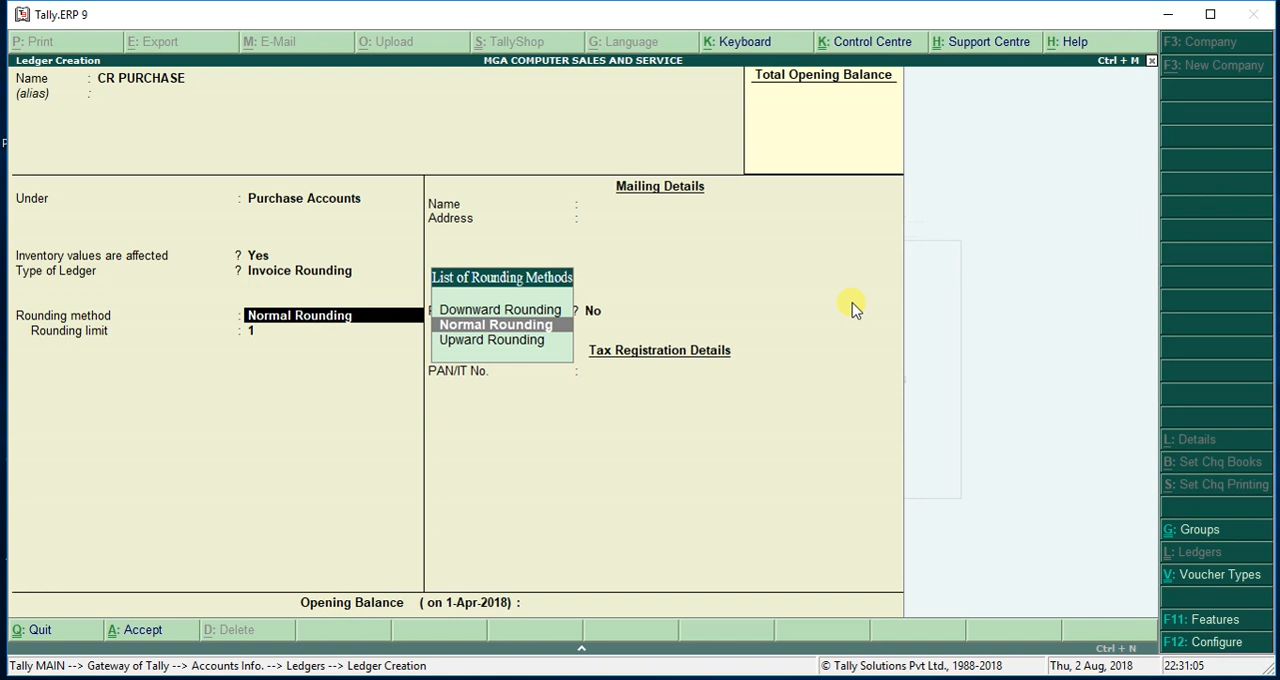 Tally.ERP 9
P: Print E: Export M: E-Mail O: Upload S: TallyShop G: Language K: Keyboard K: Control Centre H: Support Centre H: Help F3: Company
Ledger Creation MGA COMPUTER SALES AND SERVICE Ctrl + M
F3: New Company
Name : CR PURCHASE Total Opening Balance
(alias) :
Mailing Details
Under : Purchase Accounts
Name :
Address :
Inventory values are affected ? Yes
Type of Ledger ? Invoice Rounding
List of Rounding Methods
Downward Rounding ? No
Rounding method : Normal Rounding
Normal Rounding
Rounding limit : 1
Upward Rounding
Tax Registration Details
PAN/IT No. :
L: Details
B: Set Chq Books
S: Set Chq Printing
G: Groups
L: Ledgers
V: Voucher Types
Opening Balance ( on 1-Apr-2018) :
F11: Features
Q: Quit A: Accept D: Delete
F12: Configure
Ctrl + N
Tally MAIN --> Gateway of Tally --> Accounts Info. --> Ledgers --> Ledger Creation © Tally Solutions Pvt Ltd., 1988-2018 Thu, 2 Aug, 2018 22:31:05